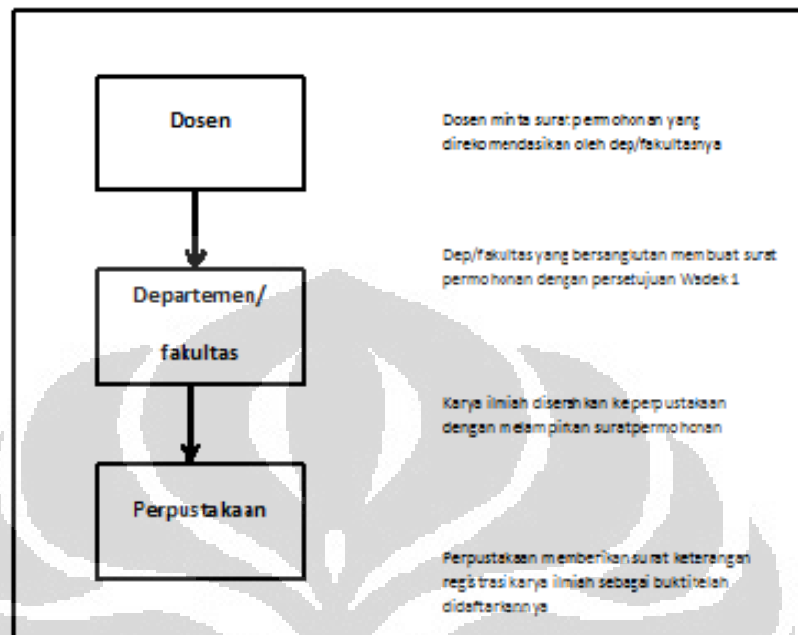 Dosen
Dosen minta surat permohonan yang
direkomendasikan oleh dep/fakultasnya
Dep/fakultas yang bersangkutan membuat surat
permohonan dengan persetujuan Wadek 1
Departemen/
fakultas
Karya ilmiah diserahkan ke perpustakaan
dengan melampirkan surat permohonan
Perpustakaan
Perpustakaan memberikan surat keterangan
registrasi karya ilmiah sebagai bukti telah
didaftarkannya